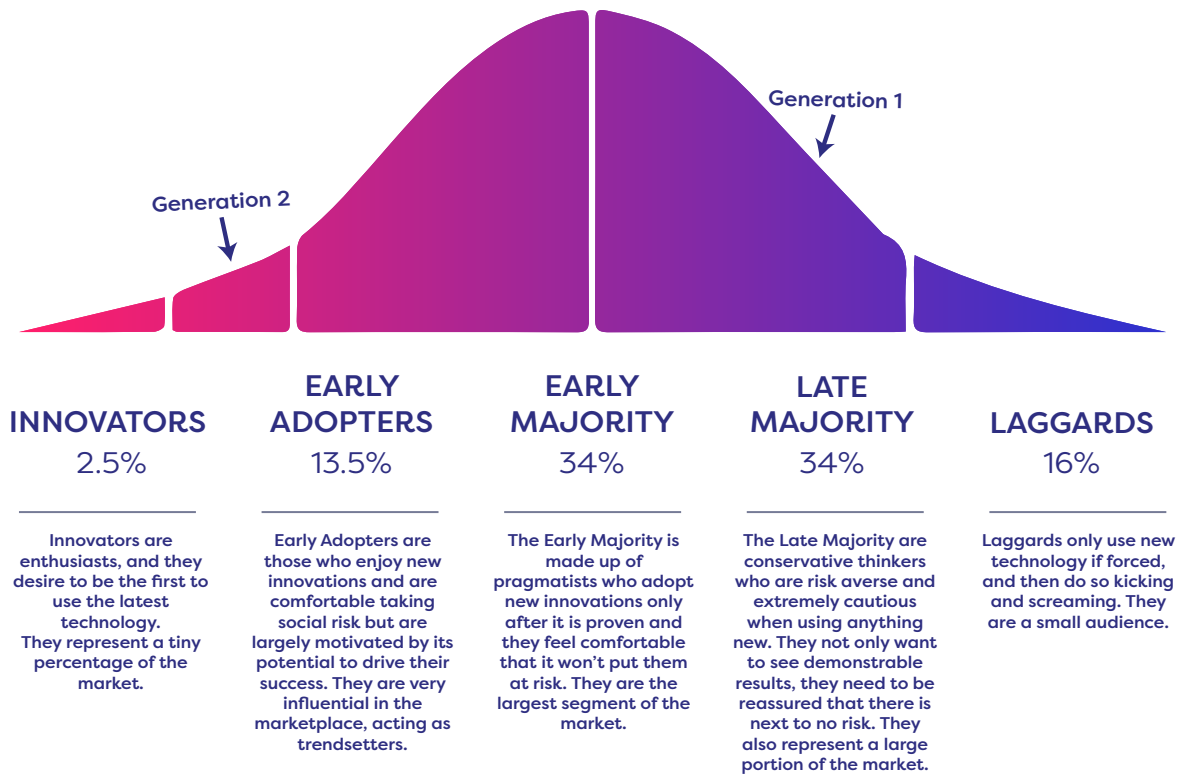 Generation 1
Generation 2
INNOVATORS
2.5%
Innovators are
enthusiasts, and they
desire to be the first to
use the latest
technology.
They represent a tiny
percentage of the
market.
EARLY
ADOPTERS
13.5%
Early Adopters are
those who enjoy new
innovations and are
comfortable taking
social risk but are
largely motivated by its
potential to drive their
success. They are very
influential in the
marketplace, acting as
trendsetters.
EARLY
MAJORITY
34%
The Early Majority is
made up of
pragmatists who adopt
new innovations only
after it is proven and
they feel comfortable
that it won’t put them
at risk. They are the
largest segment of the
market.
LATE
MAJORITY
34%
The Late Majority are
conservative thinkers
who are risk averse and
extremely cautious
when using anything
new. They not only want
to see demonstrable
results, they need to be
reassured that there is
next to no risk. They
also represent a large
portion of the market.
LAGGARDS
16%
Laggards only use new
technology if forced,
and then do so kicking
and screaming. They
are a small audience.